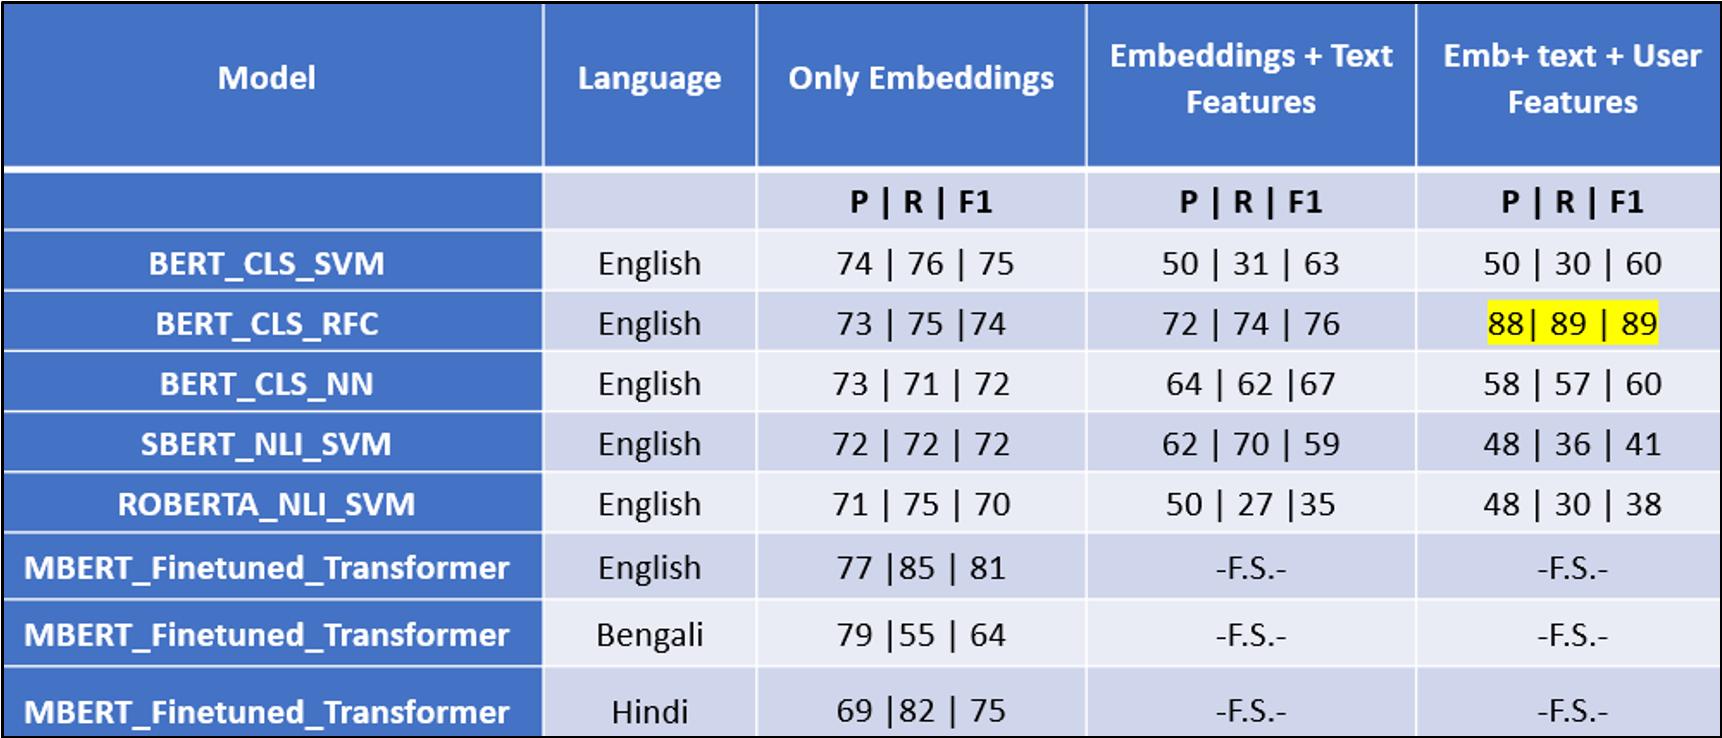 Model Language Only Embeddings Embeddings + Text Features Emb+ text + User Features
P | R | F1 P | R | F1 P | R | F1
BERT_CLS_SVM English 74 | 76 | 75 50 | 31 | 63 50 | 30 | 60
BERT_CLS_RFC English 73 | 75 |74 72 | 74 | 76 88| 89 | 89
BERT_CLS_NN English 73 | 71 | 72 64 | 62 |67 58 | 57 | 60
SBERT_NLI_SVM English 72 | 72 | 72 62 | 70 | 59 48 | 36 | 41
ROBERTA_NLI_SVM English 71 | 75 | 70 50 | 27 |35 48 | 30 | 38
MBERT_Finetuned_Transformer English 77 |85 | 81 -F.S.- -F.S.-
MBERT_Finetuned_Transformer Bengali 79 |55 | 64 -F.S.- -F.S.-
MBERT_Finetuned_Transformer Hindi 69 |82 | 75 -F.S.- -F.S.-